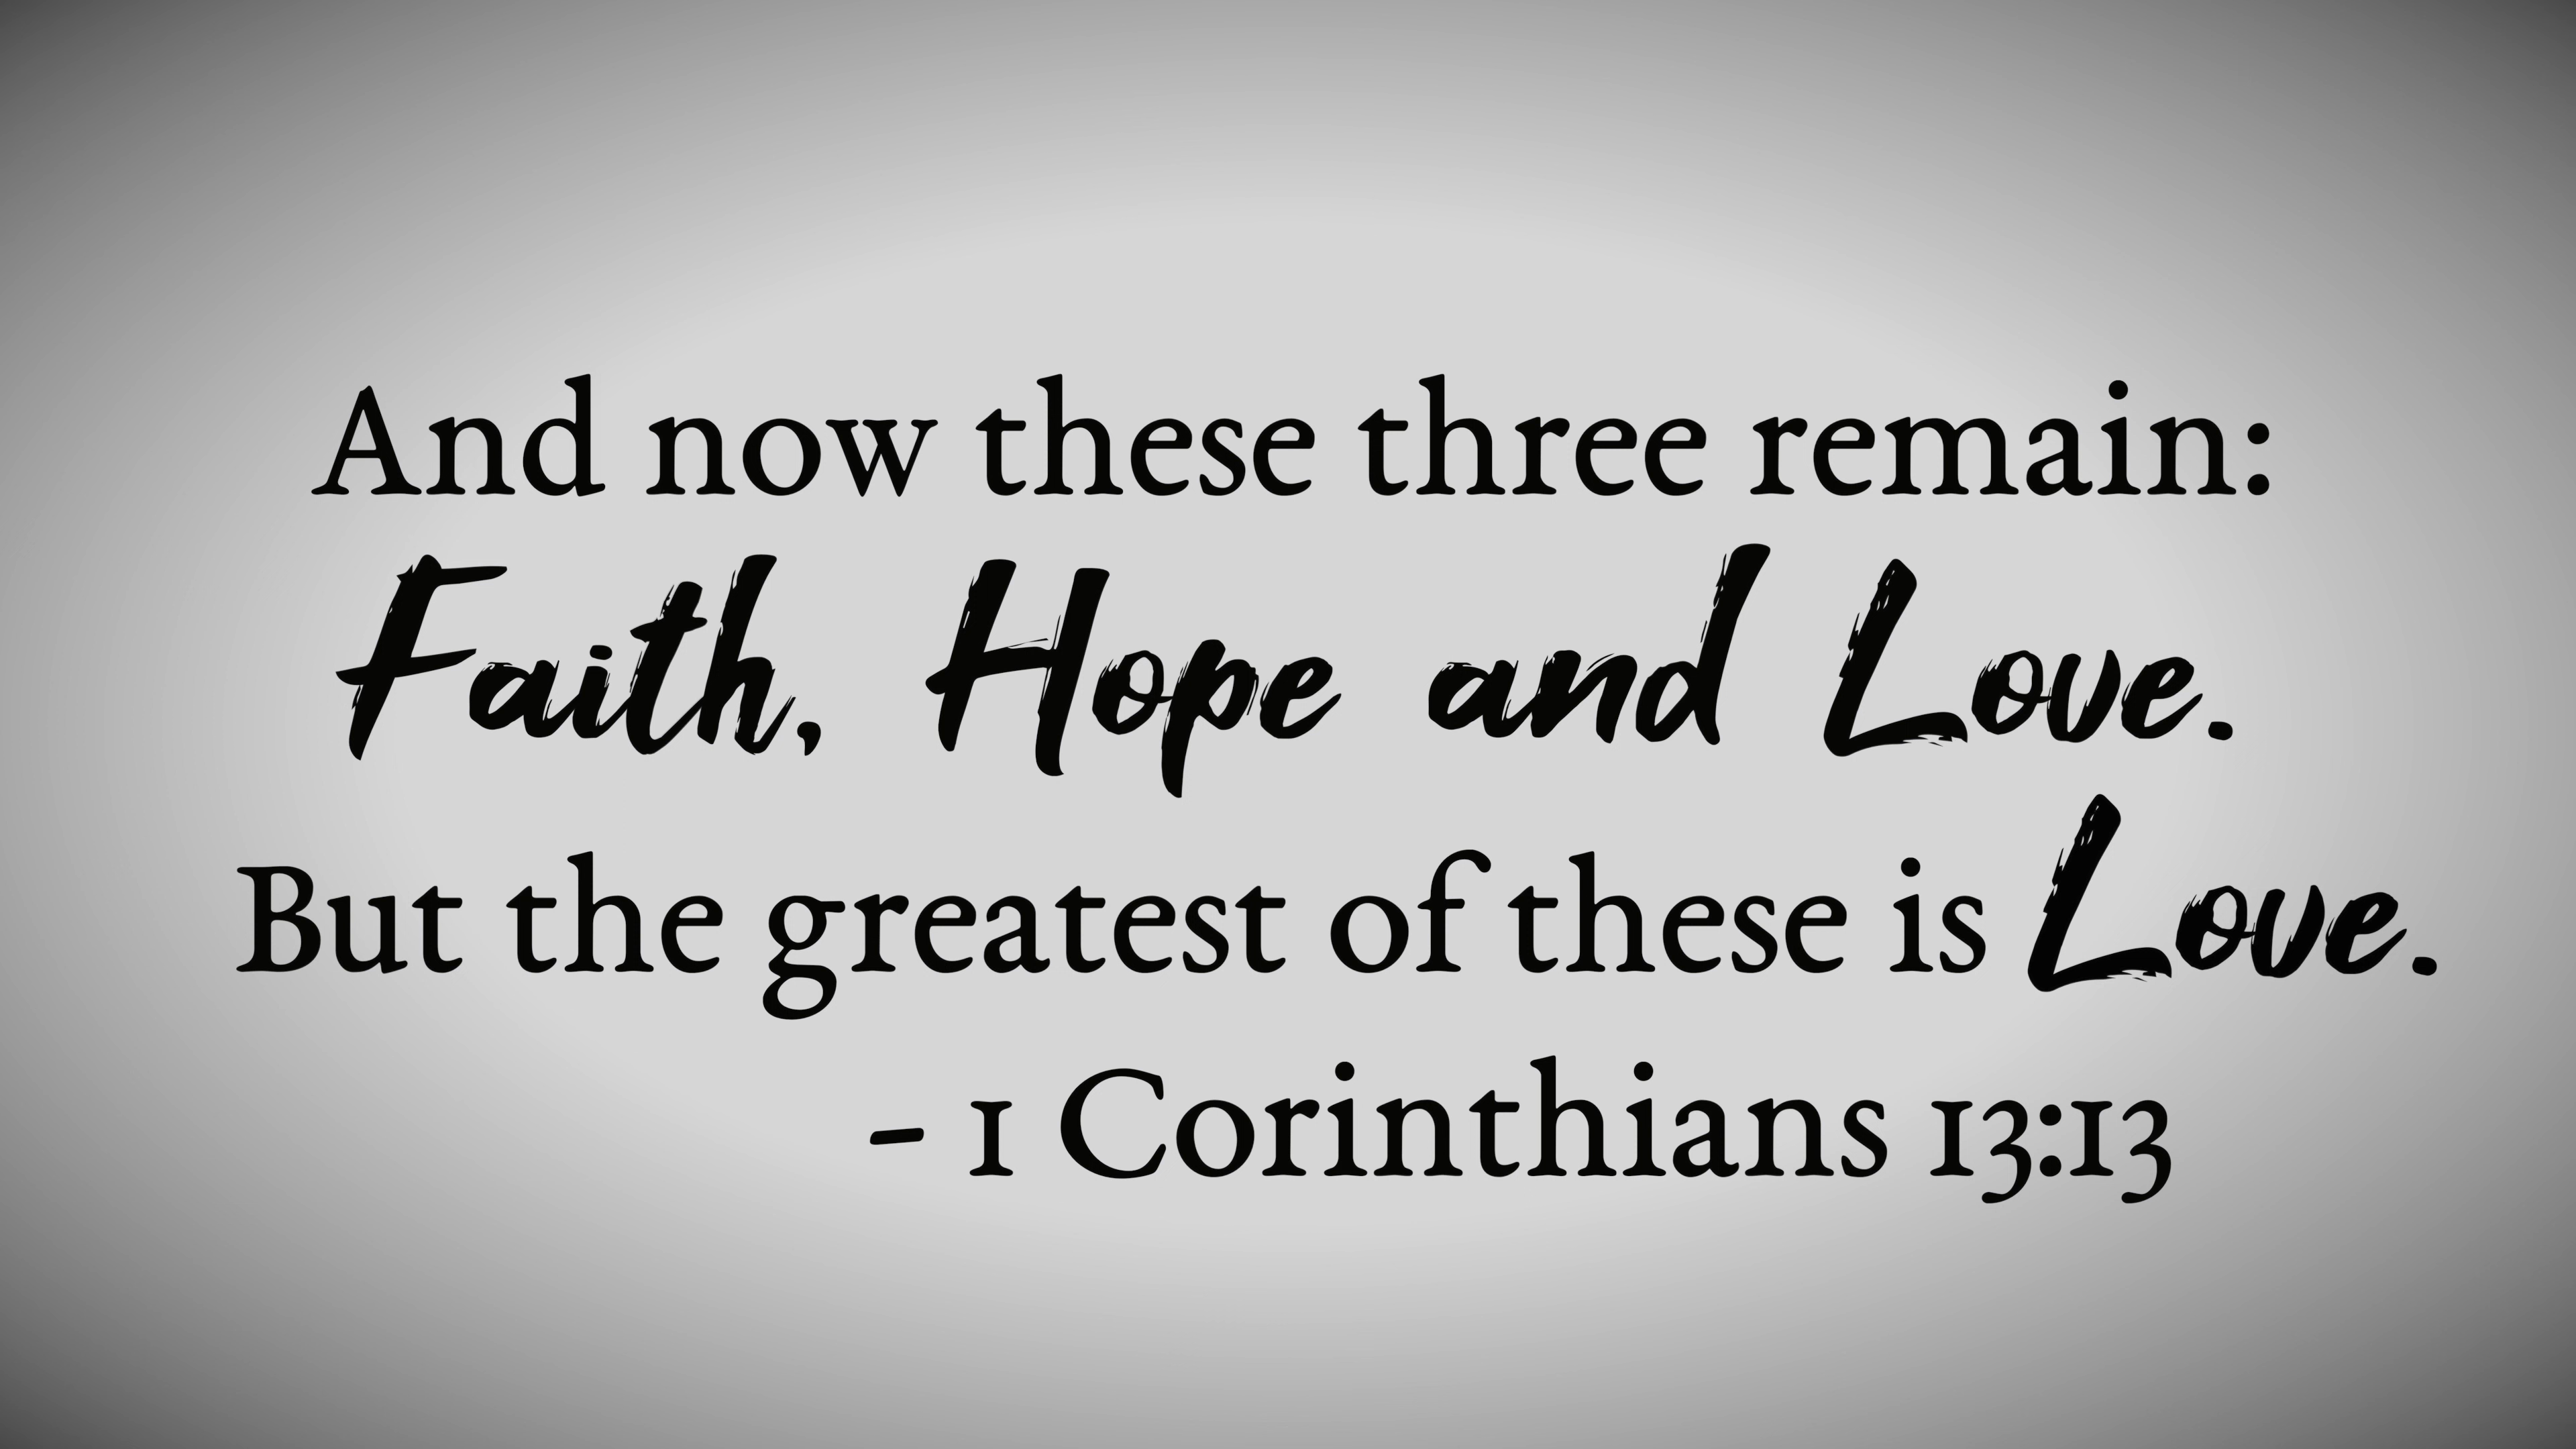 And now these three remain:
Faith, Hope and Love.
But the greatest of these is Love.
- 1 Corinthians 13:13